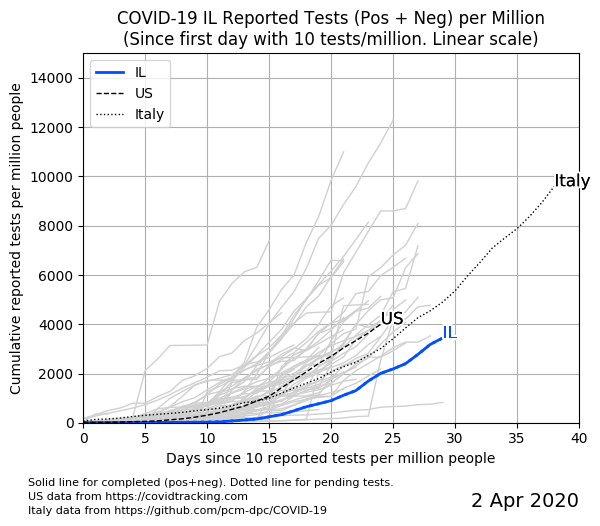 COVID-19 IL Reported Tests (Pos + Neg) per Million
(Since first day with 10 tests/million. Linear scale)
IL
US
Italy
14000
12000
10000
8000
6000
4000
2000
0
Cumulative reported tests per million people
Italy
US
IL
0 5 10 15 20 25 30 35 40
Days since 10 reported tests per million people
Solid line for completed (pos+neg). Dotted line for pending tests.
US data from https://covidtracking.com
Italy data from https://github.com/pcm-dpc/COVID-19
2 Apr 2020